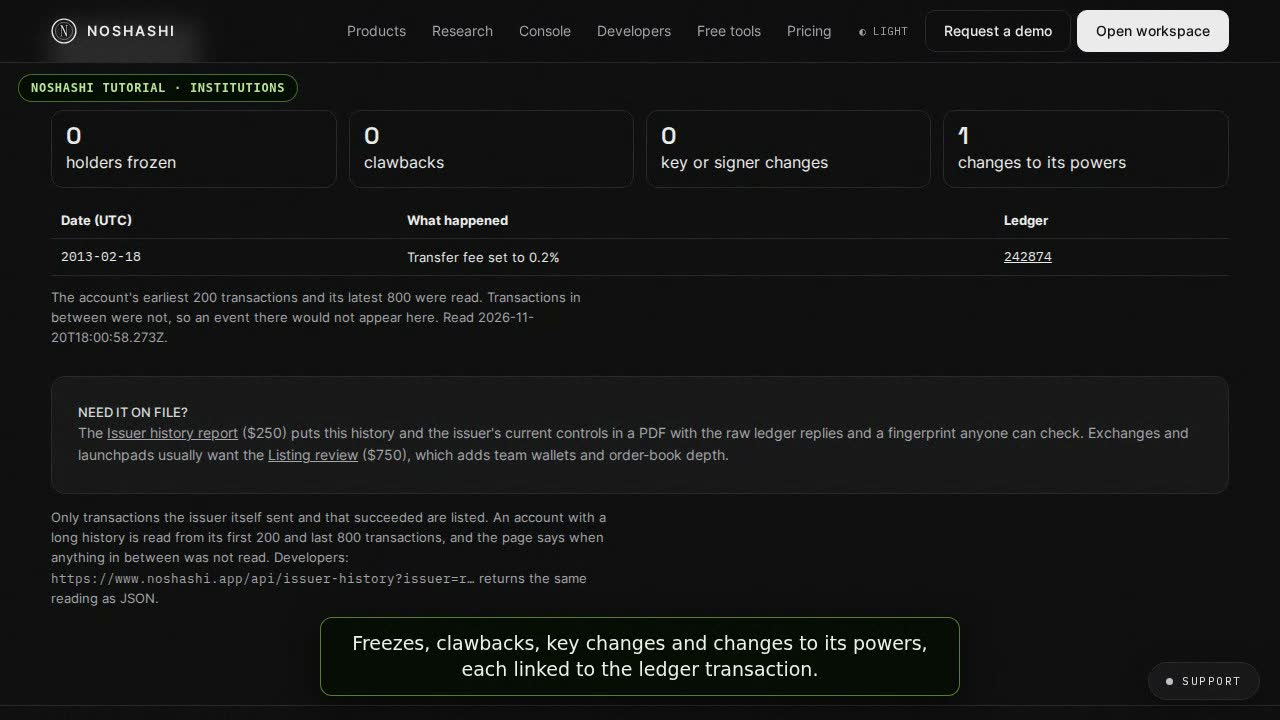 NOSHASHI
Products Research Console Developers Free tools Pricing ◐ LIGHT Request a demo Open workspace
NOSHASHI TUTORIAL · INSTITUTIONS
0 0 0 1
holders frozen clawbacks key or signer changes changes to its powers
Date (UTC) What happened Ledger
2013-02-18 Transfer fee set to 0.2% 242874
The account's earliest 200 transactions and its latest 800 were read. Transactions in
between were not, so an event there would not appear here. Read 2026-11-
20T18:00:58.273Z.
NEED IT ON FILE?
The Issuer history report ($250) puts this history and the issuer's current controls in a PDF with the raw ledger replies and a fingerprint anyone can check. Exchanges and
launchpads usually want the Listing review ($750), which adds team wallets and order-book depth.
Only transactions the issuer itself sent and that succeeded are listed. An account with a
long history is read from its first 200 and last 800 transactions, and the page says when
anything in between was not read. Developers:
https://www.noshashi.app/api/issuer-history?issuer=r… returns the same
reading as JSON.
Freezes, clawbacks, key changes and changes to its powers,
each linked to the ledger transaction.
SUPPORT